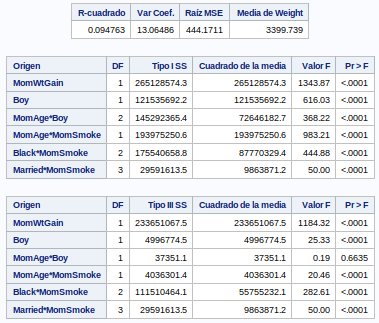 R-cuadrado Var Coef. Raíz MSE Media de Weight
0.094763 13.06486 444.1711 3399.739
Origen DF Tipo I SS Cuadrado de la media Valor F Pr > F
MomWtGain 1 265128574.3 265128574.3 1343.87 <.0001
Boy 1 121535692.2 121535692.2 616.03 <.0001
MomAge*Boy 2 145292365.4 72646182.7 368.22 <.0001
MomAge*MomSmoke 1 193975250.6 193975250.6 983.21 <.0001
Black*MomSmoke 2 175540658.8 87770329.4 444.88 <.0001
Married*MomSmoke 3 29591613.5 9863871.2 50.00 <.0001
Origen DF Tipo III SS Cuadrado de la media Valor F Pr > F
MomWtGain 1 233651067.5 233651067.5 1184.32 <.0001
Boy 1 4996774.5 4996774.5 25.33 <.0001
MomAge*Boy 1 37351.1 37351.1 0.19 0.6635
MomAge*MomSmoke 1 4036301.4 4036301.4 20.46 <.0001
Black*MomSmoke 2 111510464.1 55755232.1 282.61 <.0001
Married*MomSmoke 3 29591613.5 9863871.2 50.00 <.0001